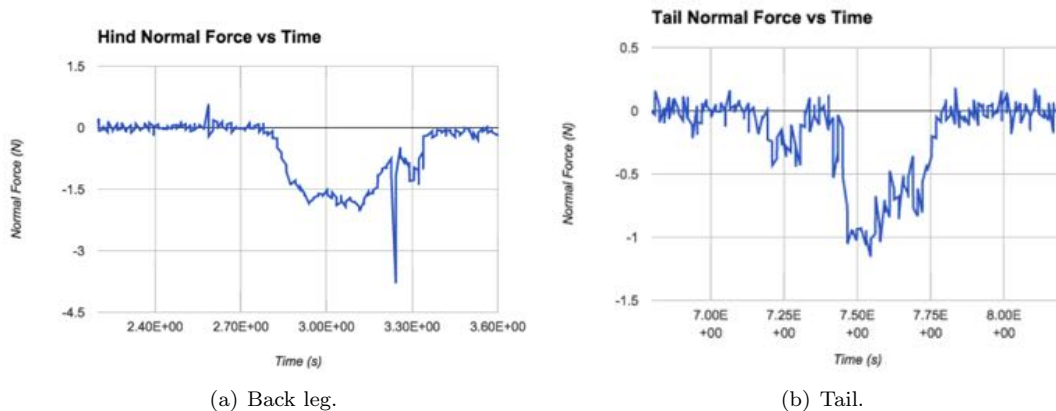 Hind Normal Force vs Time
Normal Force (N)
1.5
0
-1.5
-3
-4.5
2.40E+00 2.70E+00 3.00E+00 3.30E+00 3.60E+00
Time (s)
(a) Back leg.
Tail Normal Force vs Time
Normal Force (N)
0.5
0
-0.5
-1
-1.5
7.00E 7.25E 7.50E 7.75E 8.00E
+00 +00 +00 +00 +00
Time (s)
(b) Tail.